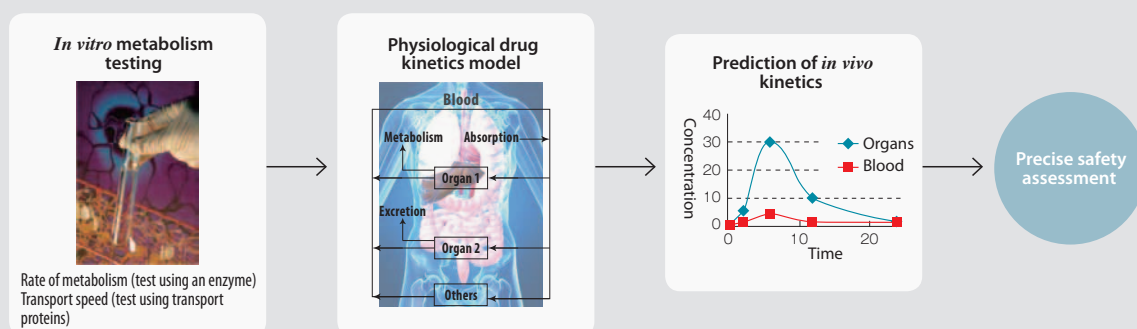 In vitro metabolism
testing
Rate of metabolism (test using an enzyme)
Transport speed (test using transport
proteins)
Physiological drug
kinetics model
Blood
Metabolism
Absorption
Organ 1
Excretion
Organ 2
Others
Prediction of in vivo
kinetics
Concentration
40
30
20
10
0
0
10
20
Time
Organs
Blood
Precise safety
assessment